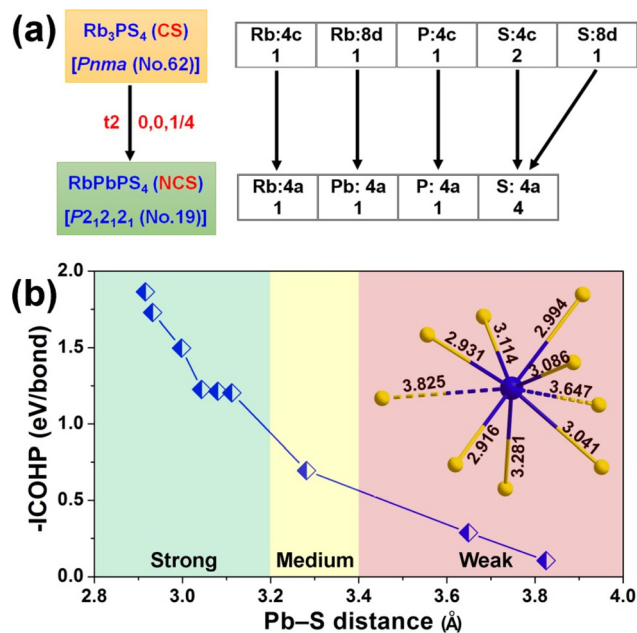 (a)
Rb₃PS₄ (CS)
[Pnma (No.62)]
t2 0,0,1/4
RbPbPS₄ (NCS)
[P2₁2₁2₁ (No.19)]
Rb:4c Rb:8d P:4c S:4c S:8d
1 1 1 2 1
Rb:4a Pb: 4a P: 4a S: 4a
1 1 1 4
(b)
-ICOHP (eV/bond)
2.0
1.5
1.0
0.5
0.0
2.994
3.114
2.931
3.086
3.825
3.647
2.916
3.281
3.041
Strong Medium Weak
2.8 3.0 3.2 3.4 3.6 3.8 4.0
Pb–S distance (Å)